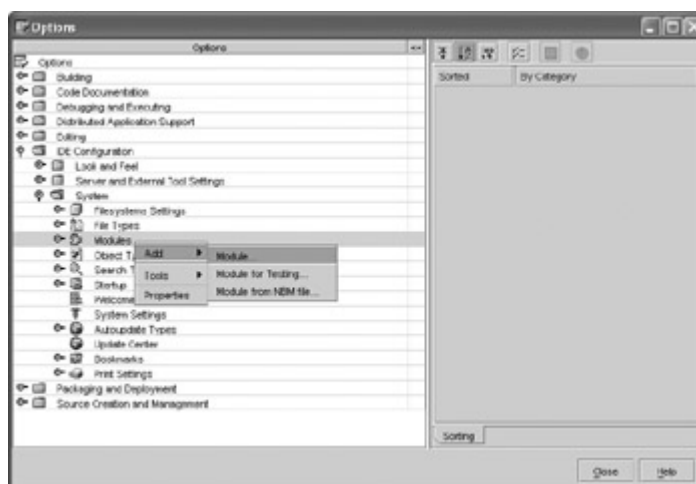 Options
Options
Options
Building
Code Documentation
Debugging and Executing
Distributed Application Support
Editing
IDE Configuration
Look and Feel
Server and External Tool Settings
System
Filesystems Settings
File Types
Modules
Object T
Search T
Startup
Welcome
System Settings
Autoupdate Types
Update Center
Bookmarks
Print Settings
Packaging and Deployment
Source Creation and Management
Add
Tools
Properties
Module...
Module for Testing...
Module from NBM file...
Sorted By Category
Sorting
Close Help